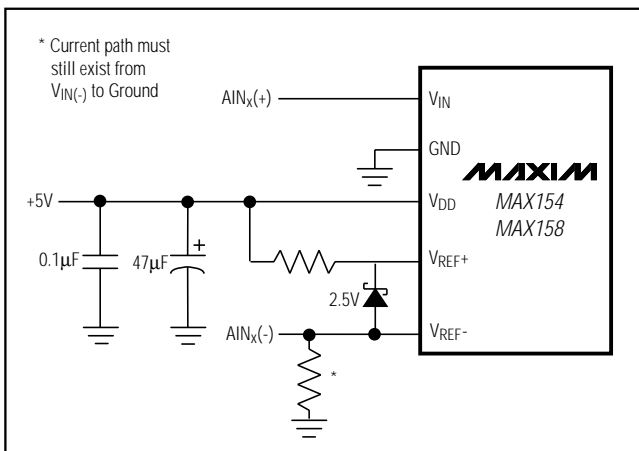 * Current path must
still exist from
VIN(-) to Ground
AINx(+)
VIN
GND
MAXIM
+5V
VDD
MAX154
MAX158
0.1μF
47μF
+
VREF+
2.5V
AINx(-)
VREF-
*